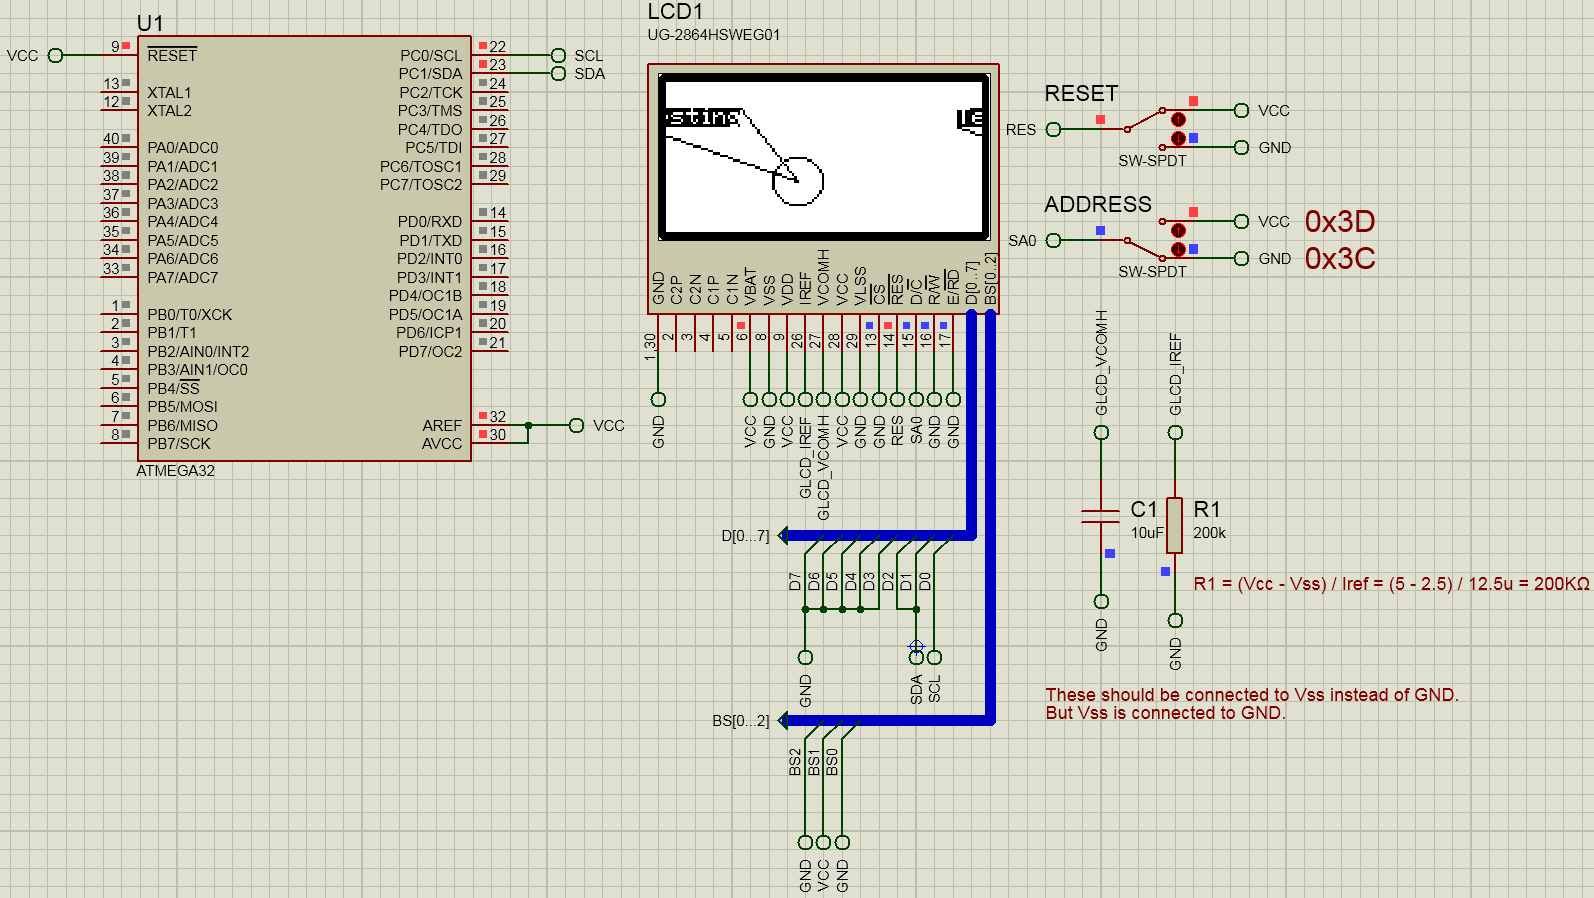 U1
VCC
9
RESET
13
XTAL1
12
XTAL2
40
PA0/ADC0
39
PA1/ADC1
38
PA2/ADC2
37
PA3/ADC3
36
PA4/ADC4
35
PA5/ADC5
34
PA6/ADC6
33
PA7/ADC7
1
PB0/T0/XCK
2
PB1/T1
3
PB2/AIN0/INT2
4
PB3/AIN1/OC0
5
PB4/SS
6
PB5/MOSI
7
PB6/MISO
8
PB7/SCK
PC0/SCL
22
SCL
PC1/SDA
23
SDA
PC2/TCK
24
PC3/TMS
25
PC4/TDO
26
PC5/TDI
27
PC6/TOSC1
28
PC7/TOSC2
29
PD0/RXD
14
PD1/TXD
15
PD2/INT0
16
PD3/INT1
17
PD4/OC1B
18
PD5/OC1A
19
PD6/ICP1
20
PD7/OC2
21
AREF
32
AVCC
30
VCC
ATMEGA32
LCD1
UG-2864HSWEG01
sting
Te
GND
C2P
C2N
C1P
C1N
VBAT
VSS
VDD
IREF
VCOMH
VCC
VLSS
CS
RES
D/C
R/W
E/RD
D[0..7]
BS[0..2]
1,30
2
3
4
5
6
8
9
26
27
28
29
13
14
15
16
17
GND
VCC
GND
VCC
GLCD_IREF
GLCD_VCOMH
VCC
GND
GND
RES
SA0
GND
GND
D[0...7]
D7
D6
D5
D4
D3
D2
D1
D0
GND
SDA
SCL
BS[0...2]
BS2
BS1
BS0
GND
VCC
GND
RESET
RES
VCC
GND
SW-SPDT
ADDRESS
SA0
VCC
0x3D
GND
0x3C
SW-SPDT
GLCD_VCOMH
GLCD_IREF
C1
10uF
R1
200k
GND
GND
R1 = (Vcc - Vss) / Iref = (5 - 2.5) / 12.5u = 200KΩ
These should be connected to Vss instead of GND.
But Vss is connected to GND.